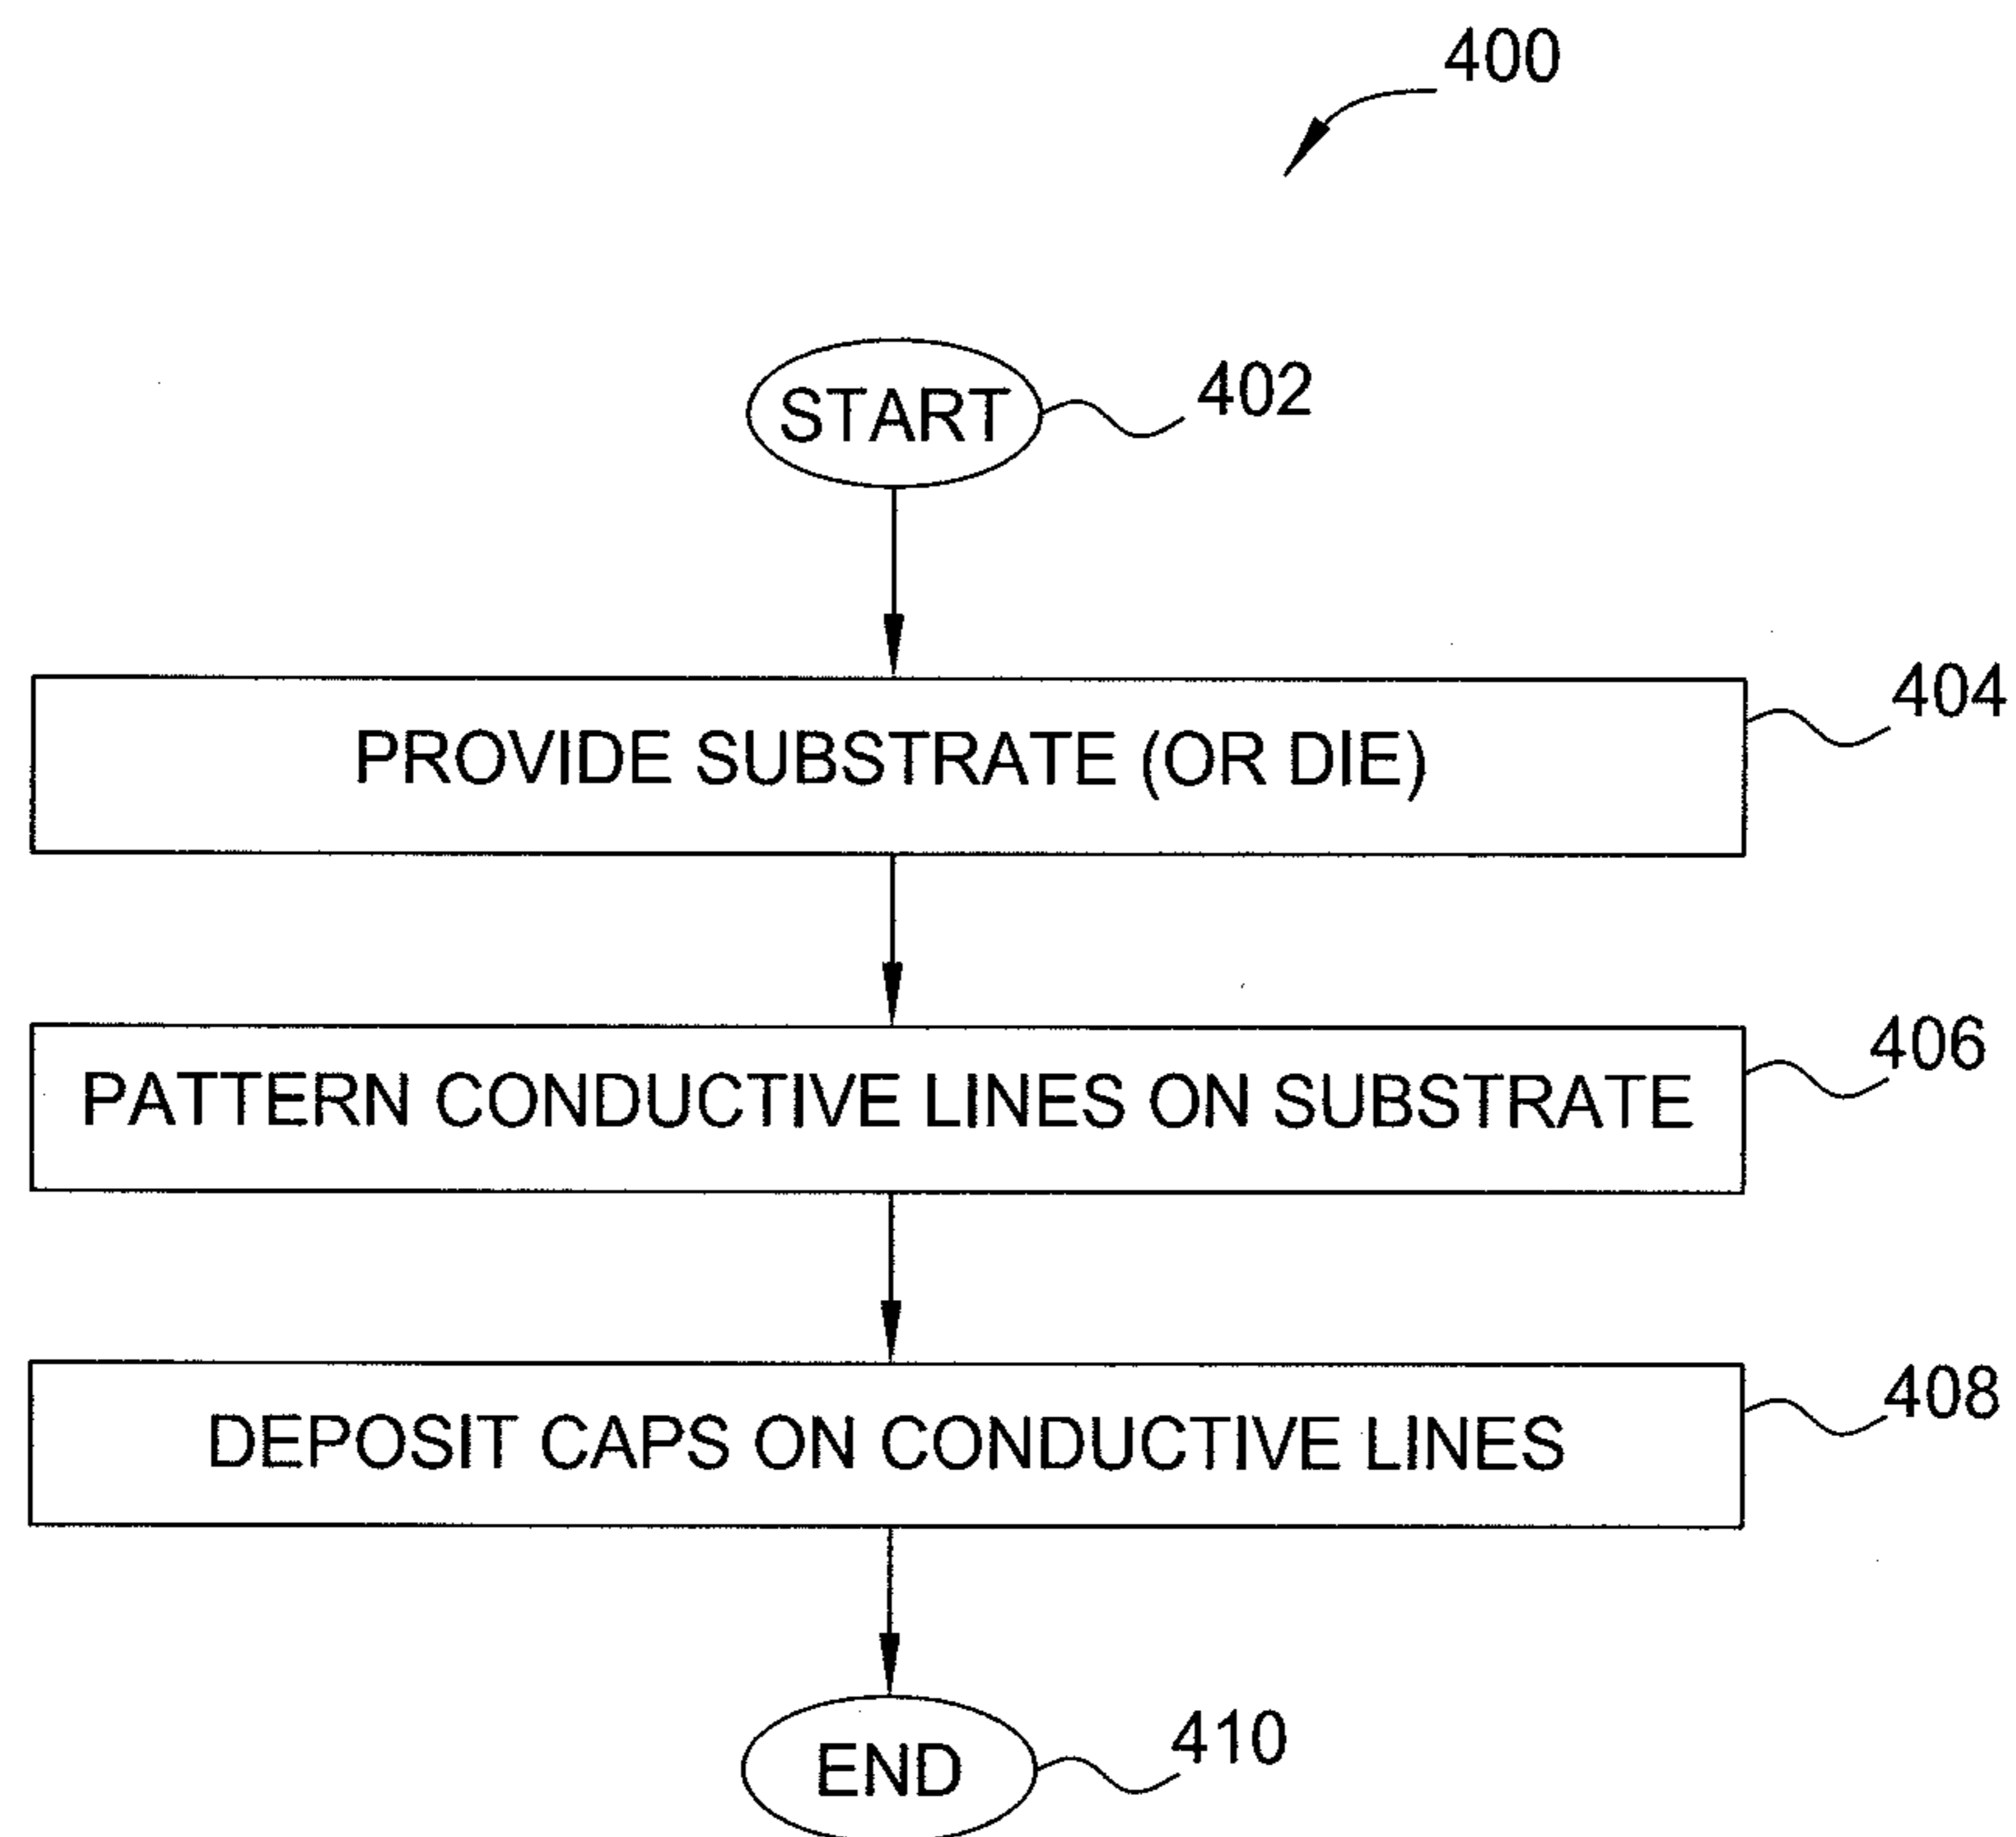 400
START
402
PROVIDE SUBSTRATE (OR DIE)
404
PATTERN CONDUCTIVE LINES ON SUBSTRATE
406
DEPOSIT CAPS ON CONDUCTIVE LINES
408
END
410